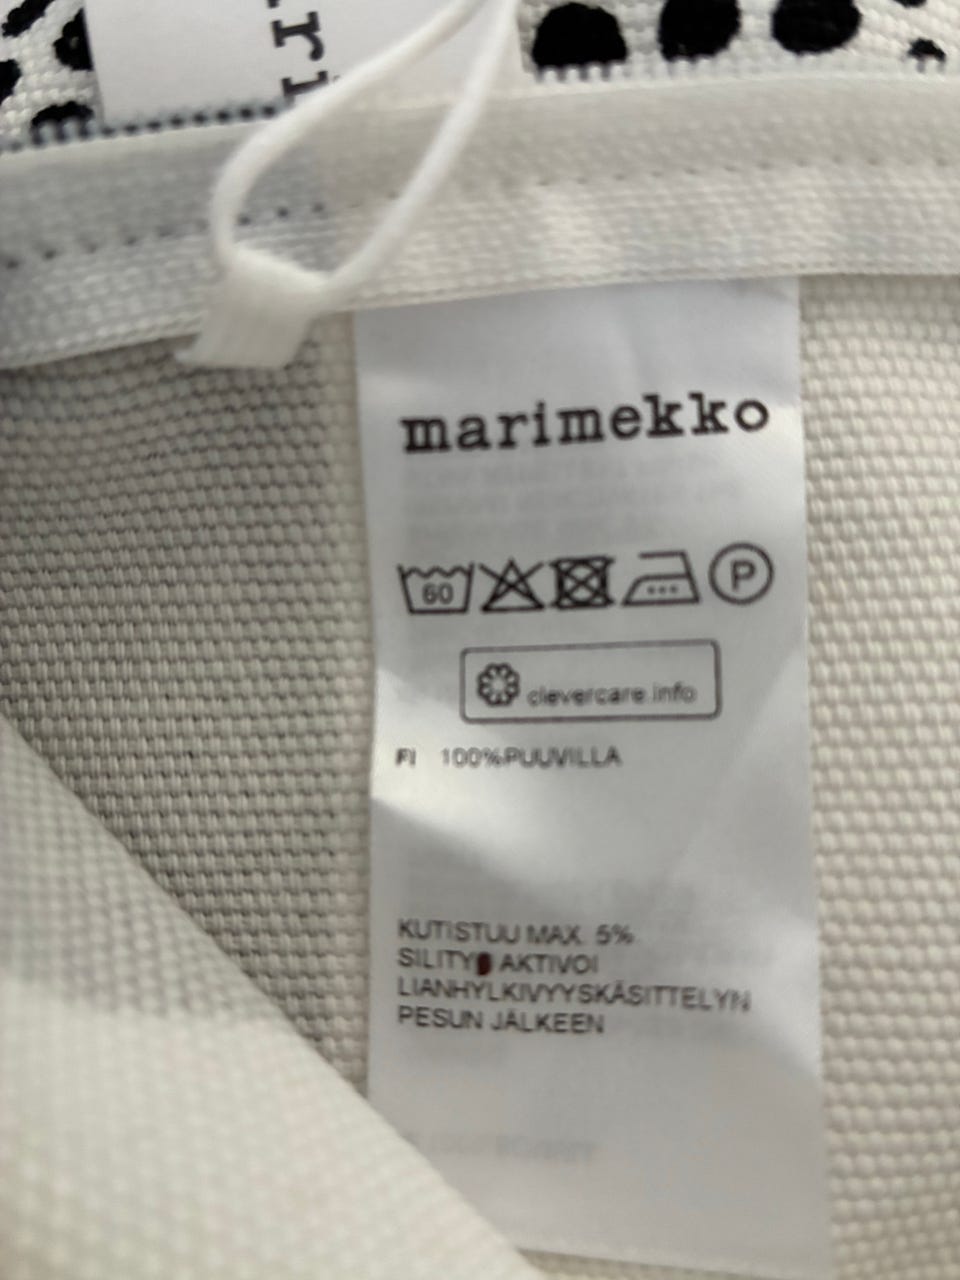 marimekko
60
P
clevercare.info
FI 100%PUUVILLA
KUTISTUU MAX. 5%
AKTIVOI
LIANHYLKIVYYSKÄSITTELYN
PESUN JÄLKEEN